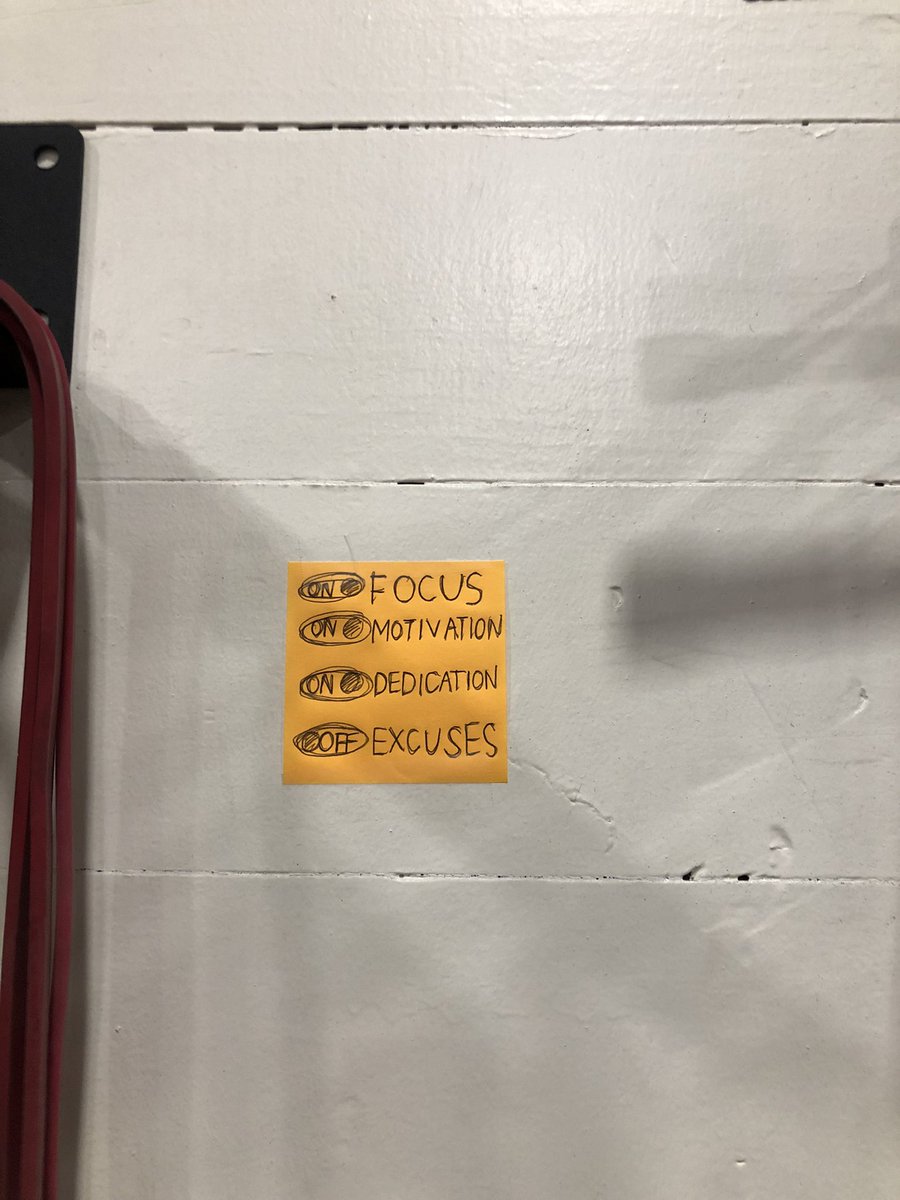 ON FOCUS
ON MOTIVATION
ON DEDICATION
OFF EXCUSES